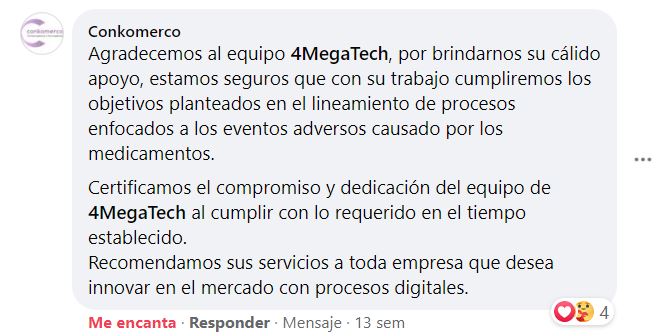 conkomerco
Conkomerco
Agradecemos al equipo 4MegaTech, por brindarnos su cálido
apoyo, estamos seguros que con su trabajo cumpliremos los
objetivos planteados en el lineamiento de procesos
enfocados a los eventos adversos causado por los
medicamentos.
Certificamos el compromiso y dedicación del equipo de
4MegaTech al cumplir con lo requerido en el tiempo
establecido.
Recomendamos sus servicios a toda empresa que desea
innovar en el mercado con procesos digitales.
4
Me encanta · Responder · Mensaje · 13 sem